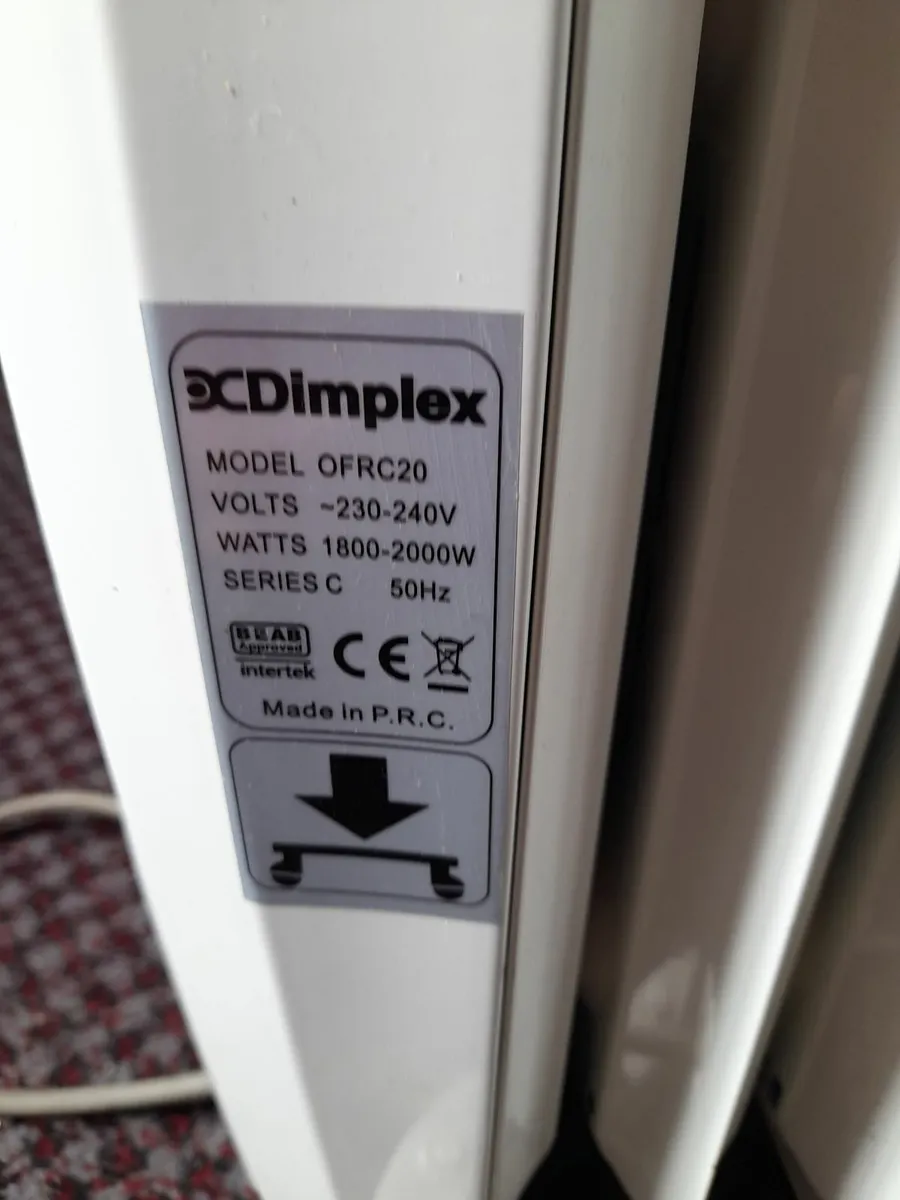 Dimplex
MODEL OFRC20
VOLTS ~230-240V
WATTS 1800-2000W
SERIES C 50Hz
BEAB
Approved
intertek
CE
Made in P.R.C.